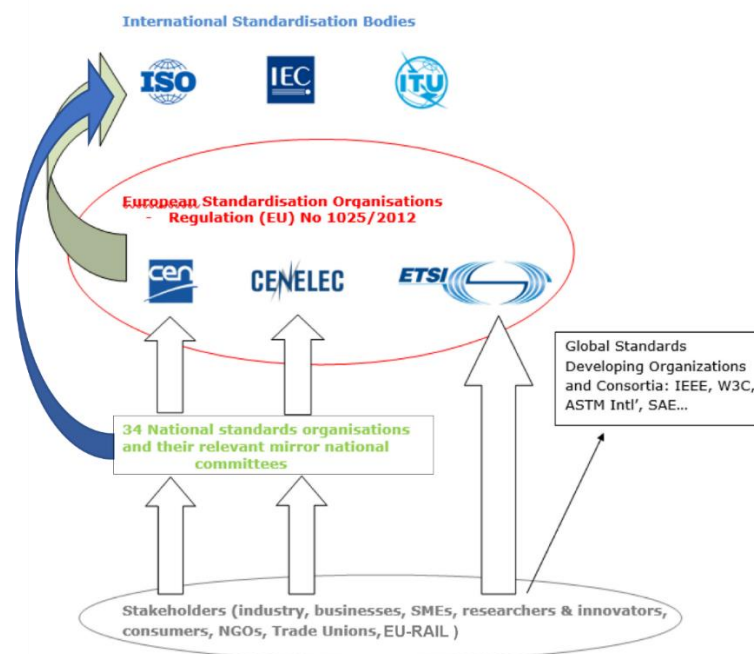 International Standardisation Bodies
ISO
IEC
ITU
European Standardisation Organisations
- Regulation (EU) No 1025/2012
cen
CENELEC
ETSI
Global Standards
Developing Organizations
and Consortia: IEEE, W3C,
ASTM Intl’, SAE...
34 National standards organisations
and their relevant mirror national
committees
Stakeholders (industry, businesses, SMEs, researchers & innovators,
consumers, NGOs, Trade Unions, EU-RAIL )